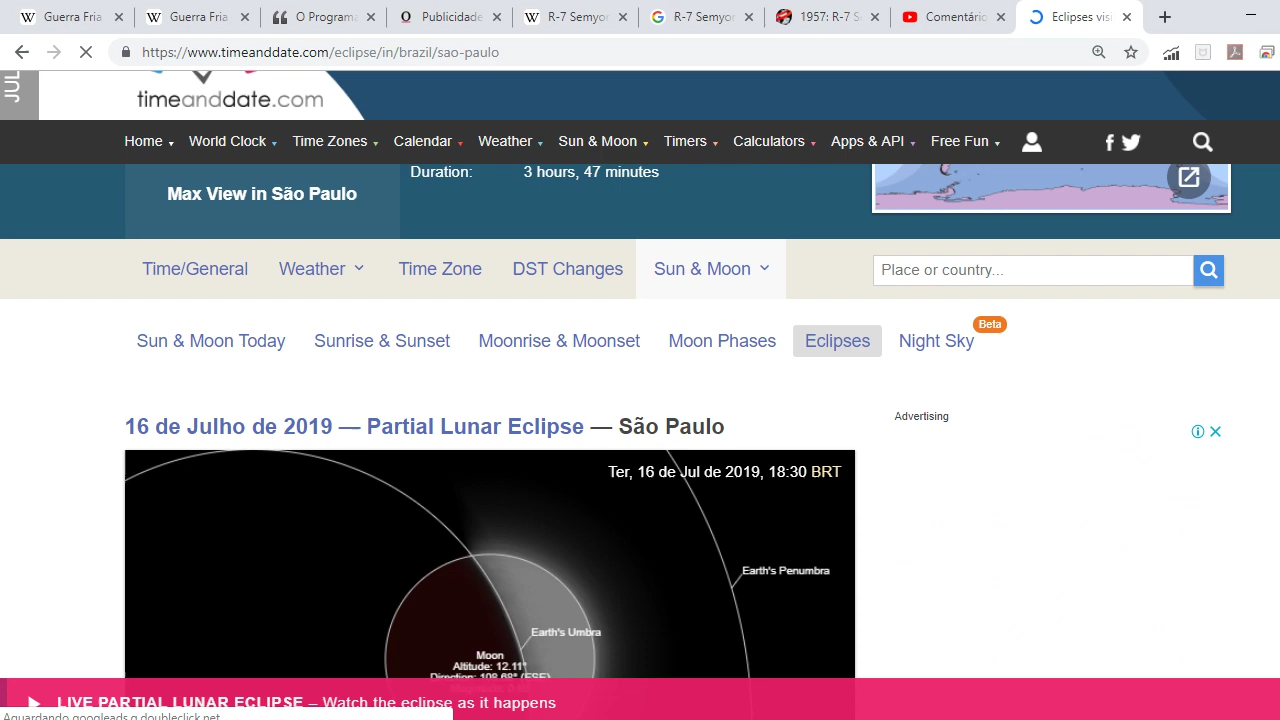 Guerra Fria
Guerra Fria
O Program
Publicidade
R-7 Semyor
R-7 Semyor
1957: R-7 S
Comentário
Eclipses visi
https://www.timeanddate.com/eclipse/in/brazil/sao-paulo
JUL
timeanddate.com
Home World Clock Time Zones Calendar Weather Sun & Moon Timers Calculators Apps & API Free Fun
Duration: 3 hours, 47 minutes
Max View in São Paulo
Time/General Weather Time Zone DST Changes Sun & Moon Place or country...
Beta
Sun & Moon Today Sunrise & Sunset Moonrise & Moonset Moon Phases Eclipses Night Sky
Advertising
16 de Julho de 2019 — Partial Lunar Eclipse — São Paulo
Ter, 16 de Jul de 2019, 18:30 BRT
Earth's Penumbra
Earth's Umbra
Moon
Altitude: 12.11°
Direction: 108.68° (ESE)
LIVE PARTIAL LUNAR ECLIPSE – Watch the eclipse as it happens
Aguardando googleads.g.doubleclick.net